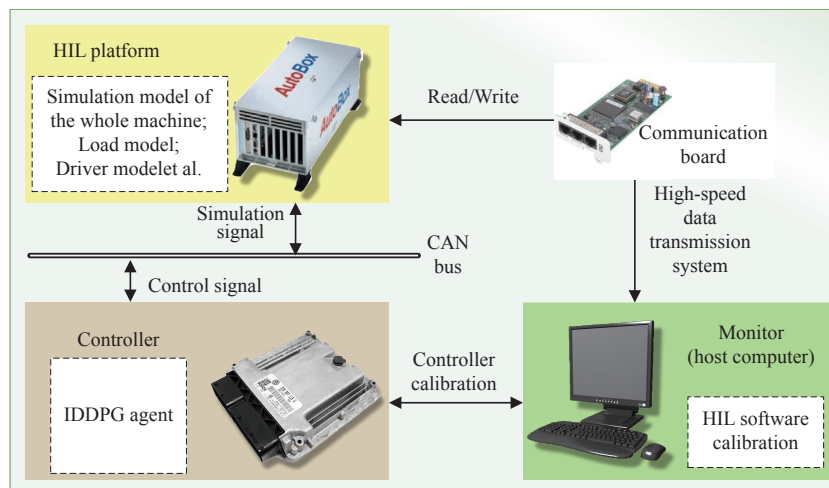 HIL platform
Simulation model of
the whole machine;
Load model;
Driver modelet al.
AutoBox
AutoBox
Read/Write
Communication
board
Simulation
signal
High-speed
data
transmission
system
CAN
bus
Control signal
Controller
IDDPG agent
Controller
calibration
Monitor
(host computer)
HIL software
calibration